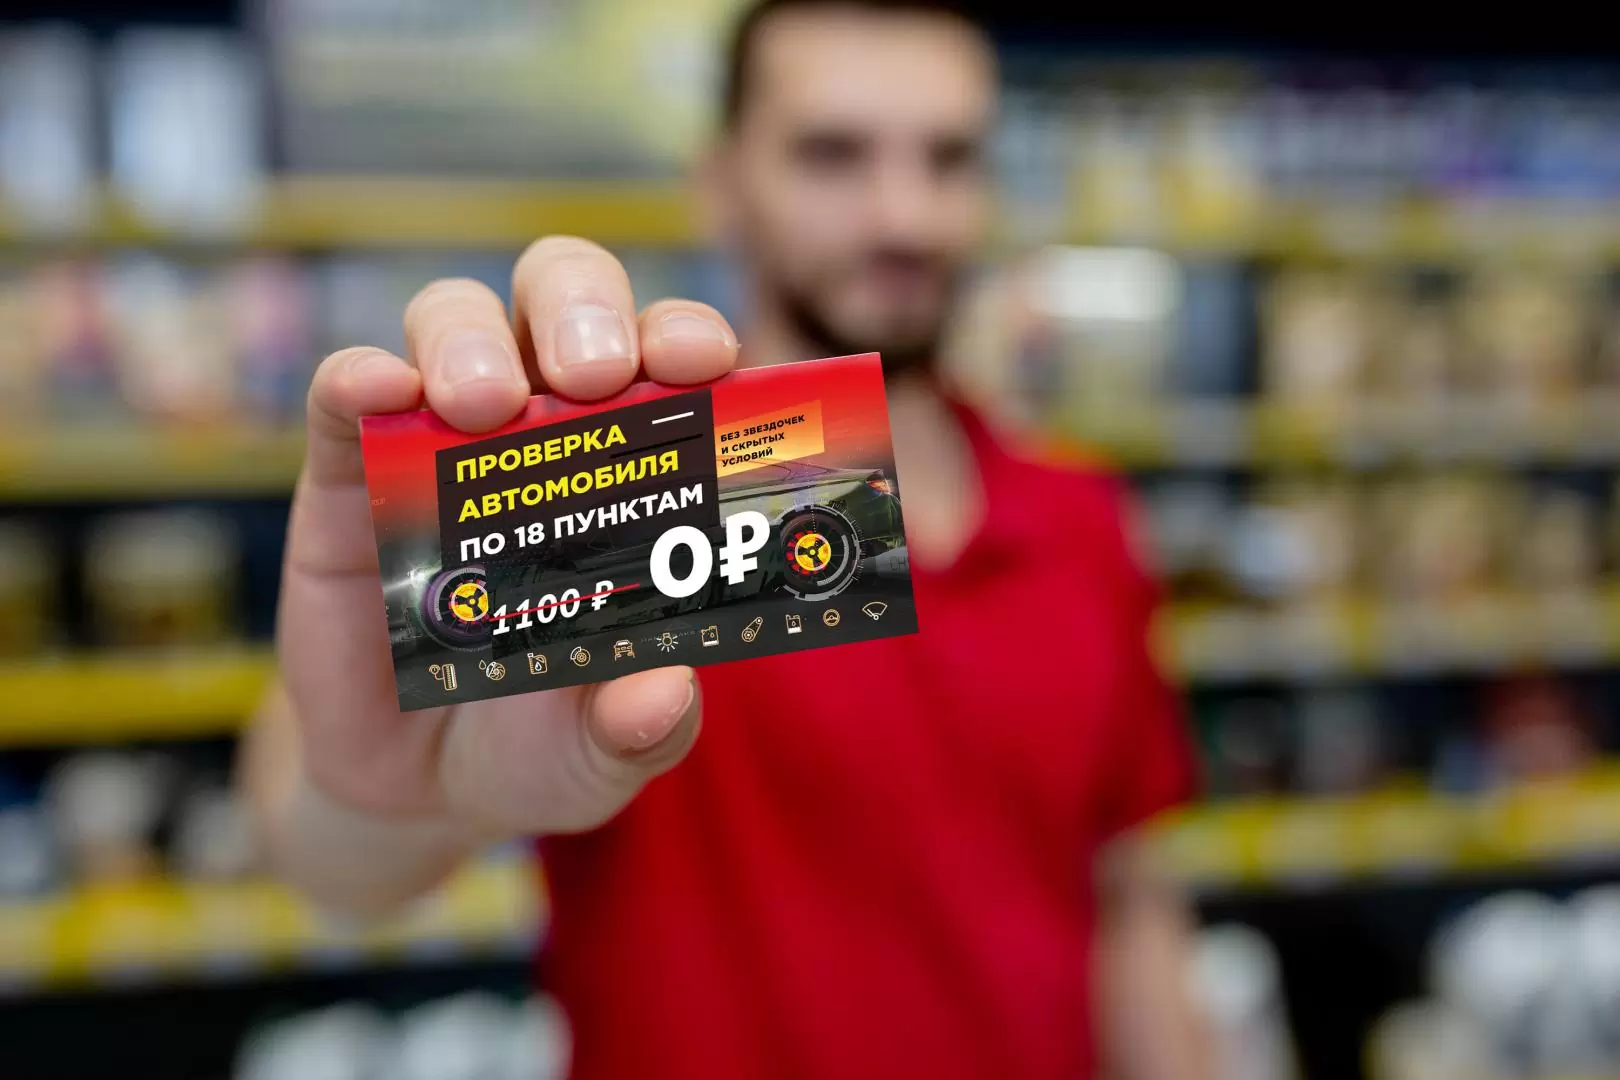 ПРОВЕРКА
АВТОМОБИЛЯ
ПО 18 ПУНКТАМ
БЕЗ ЗВЕЗДОЧЕК
И СКРЫТЫХ
УСЛОВИЙ
1100 ₽
0₽